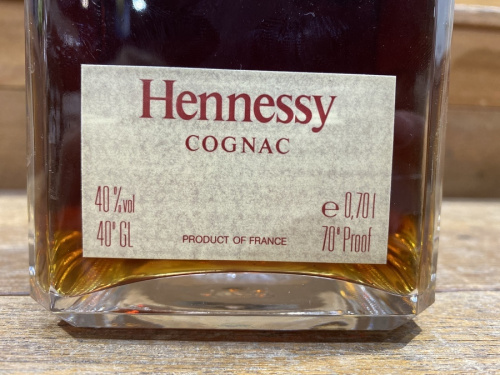 Hennessy
COGNAC
40%vol
℮ 0,70 l
40° GL
PRODUCT OF FRANCE
70° Proof